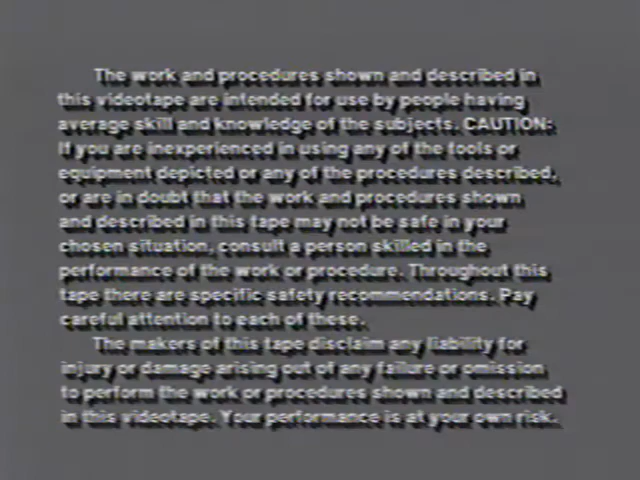 The work and procedures shown and described in
this videotape are intended for use by people having
average skill and knowledge of the subjects. CAUTION:
If you are inexperienced in using any of the tools or
equipment depicted or any of the procedures described,
or are in doubt that the work and procedures shown
and described in this tape may not be safe in your
chosen situation, consult a person skilled in the
performance of the work or procedure. Throughout this
tape there are specific safety recommendations. Pay
careful attention to each of these.
The makers of this tape disclaim any liability for
injury or damage arising out of any failure or omission
to perform the work or procedures shown and described
in this videotape. Your performance is at your own risk.